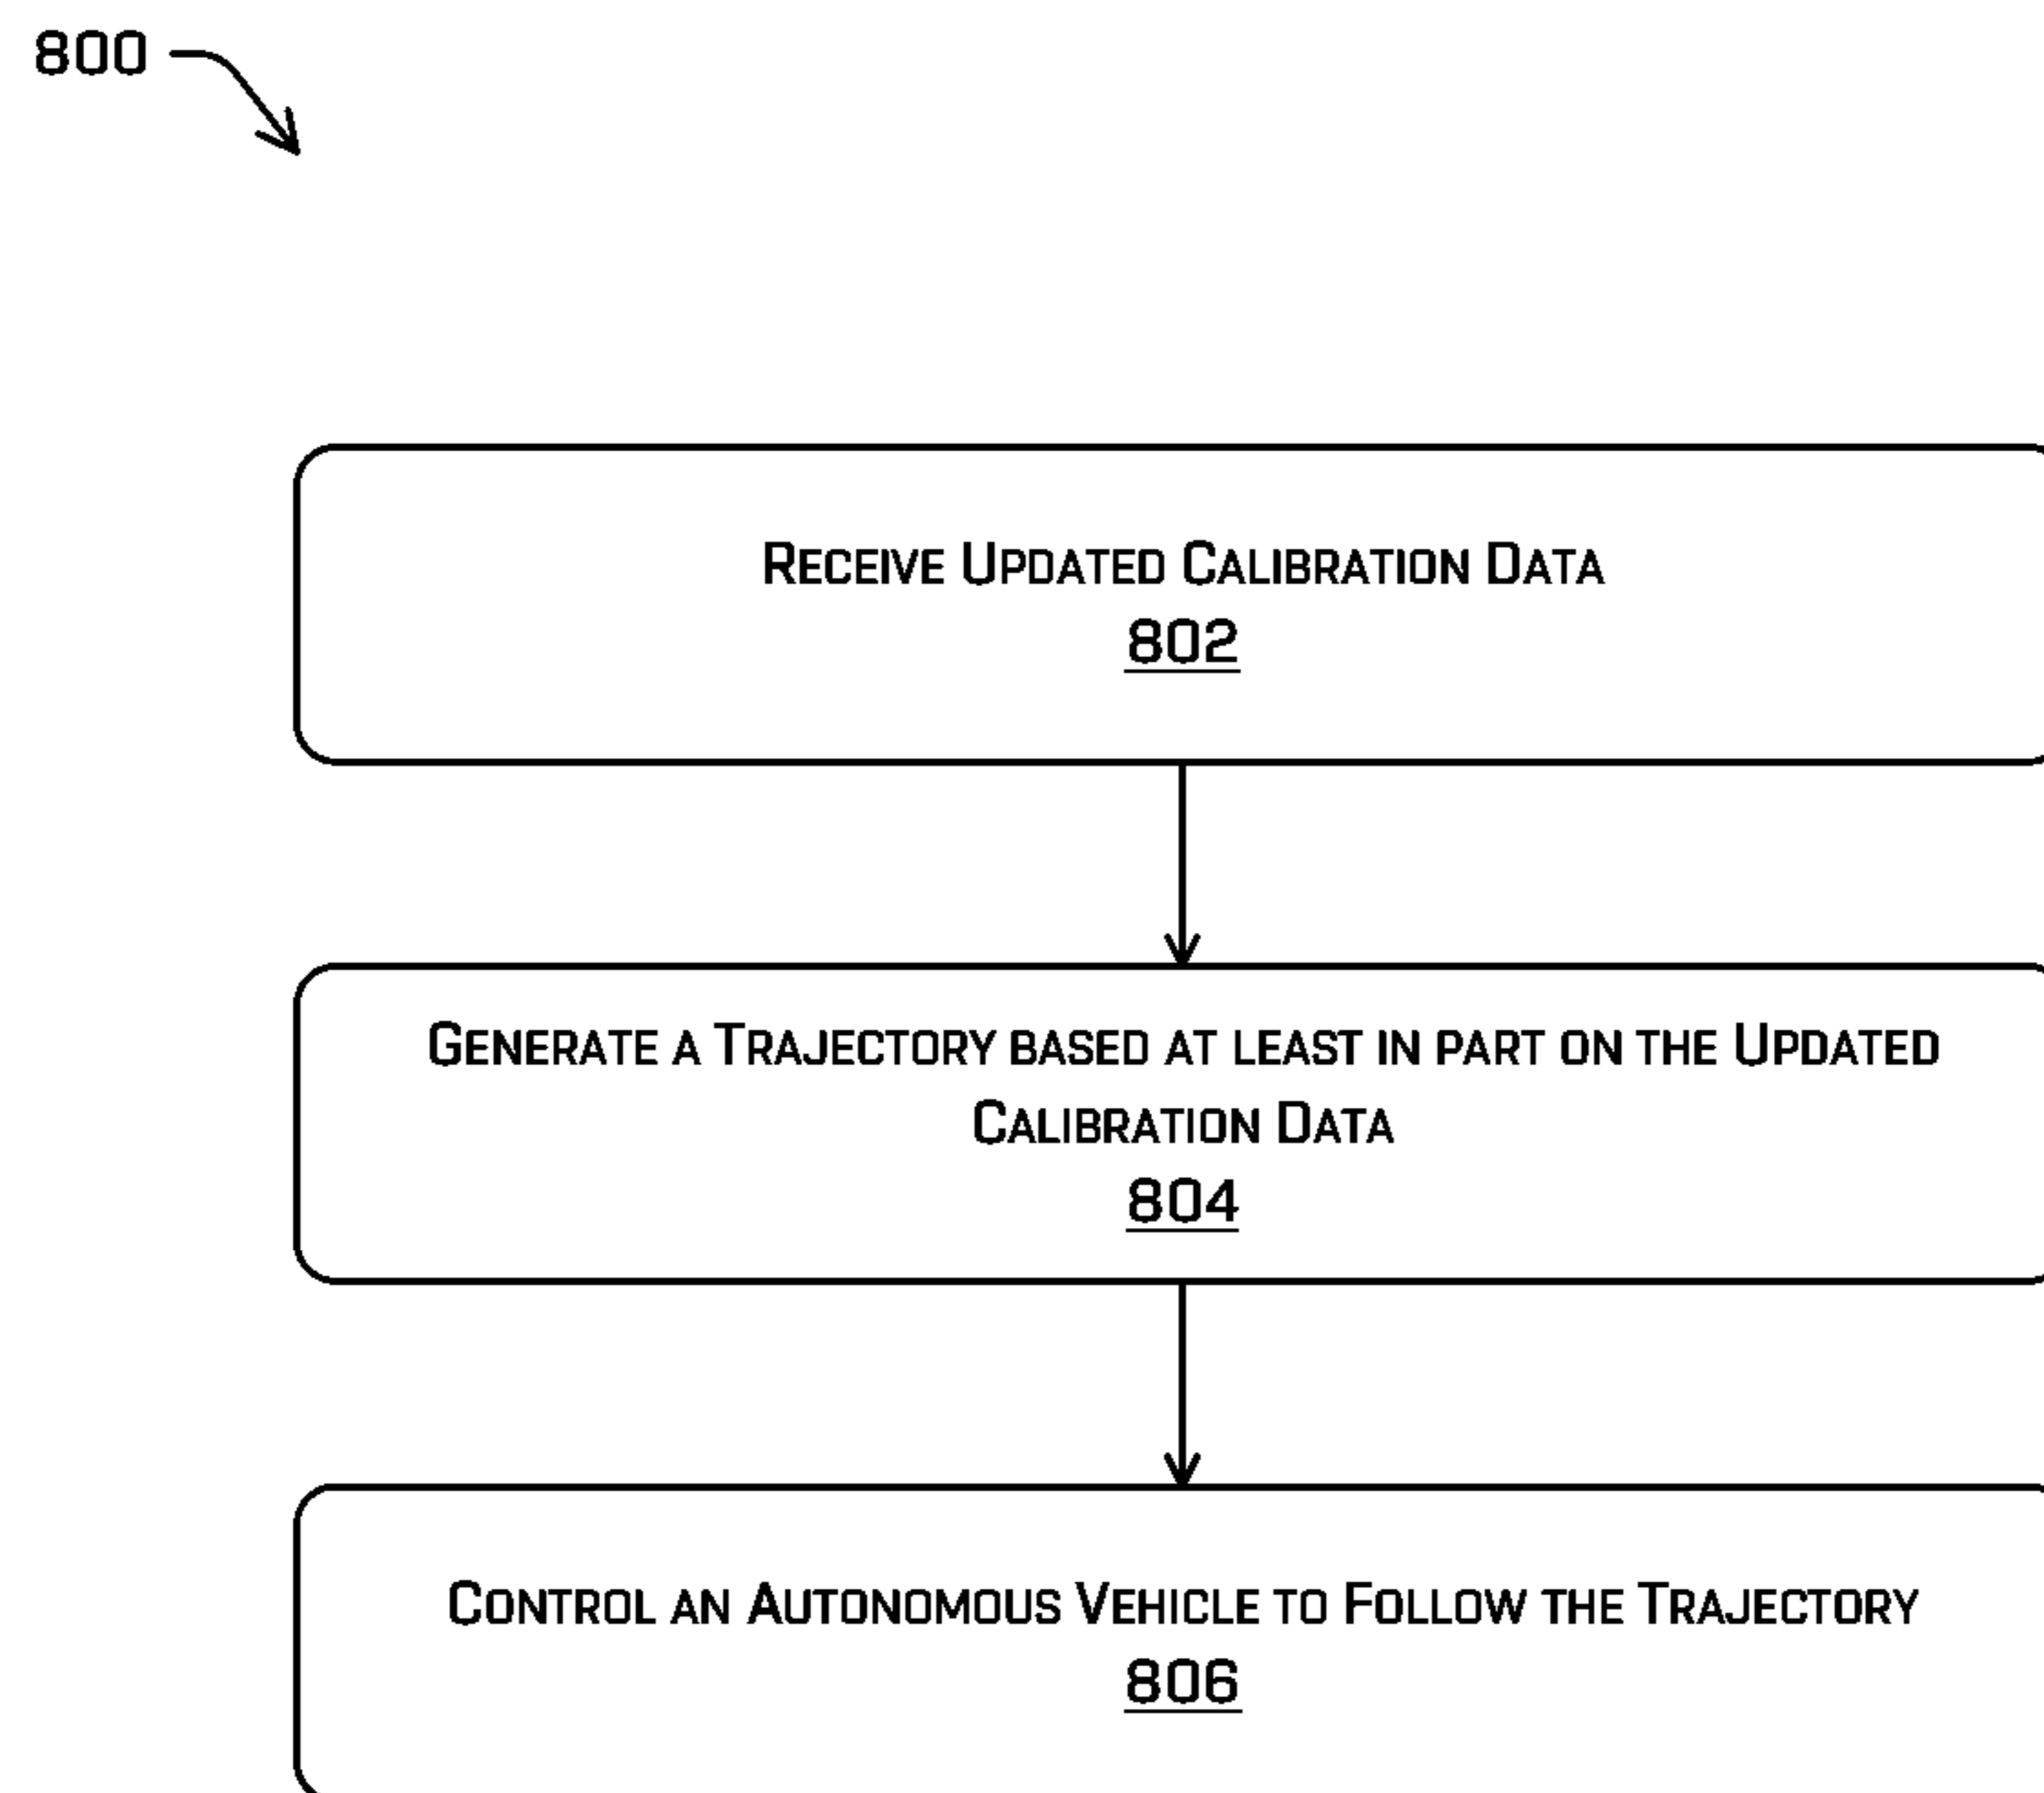 800
Receive Updated Calibration Data
802
Generate a Trajectory based at least in part on the Updated
Calibration Data
804
Control an Autonomous Vehicle to Follow the Trajectory
806